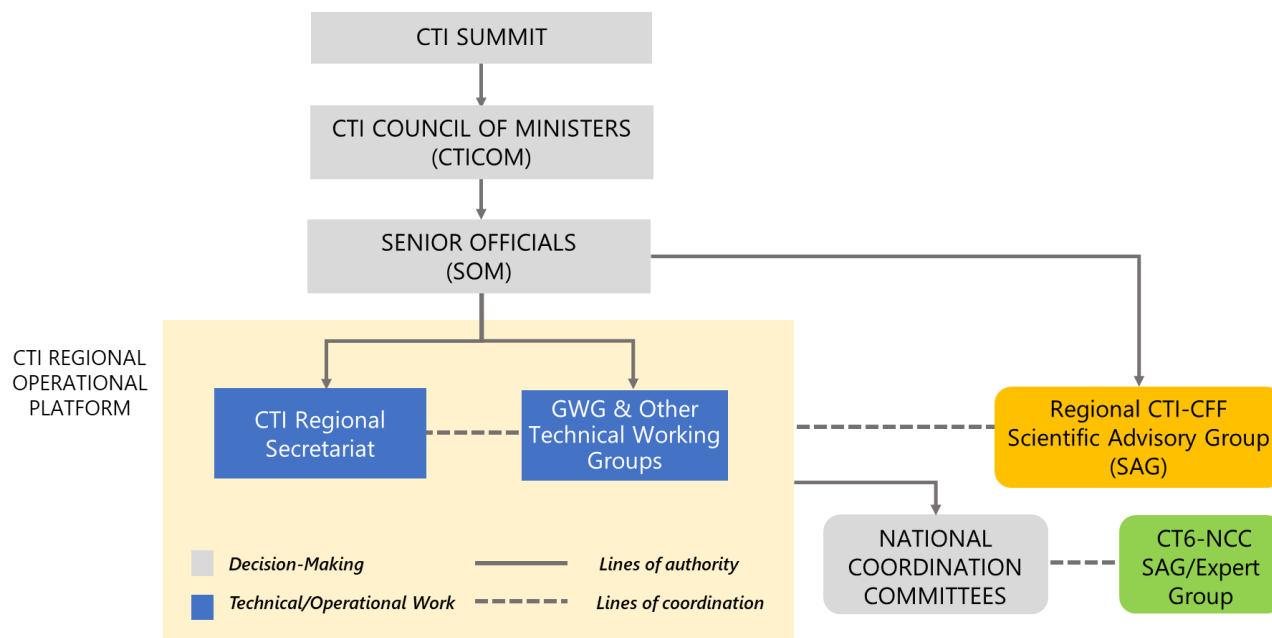 CTI SUMMIT
CTI COUNCIL OF MINISTERS
(CTICOM)
SENIOR OFFICIALS
(SOM)
CTI REGIONAL
OPERATIONAL
PLATFORM
CTI Regional
Secretariat
GWG & Other
Technical Working
Groups
Regional CTI-CFF
Scientific Advisory Group
(SAG)
NATIONAL
COORDINATION
COMMITTEES
CT6-NCC
SAG/Expert
Group
Decision-Making
Lines of authority
Technical/Operational Work
Lines of coordination